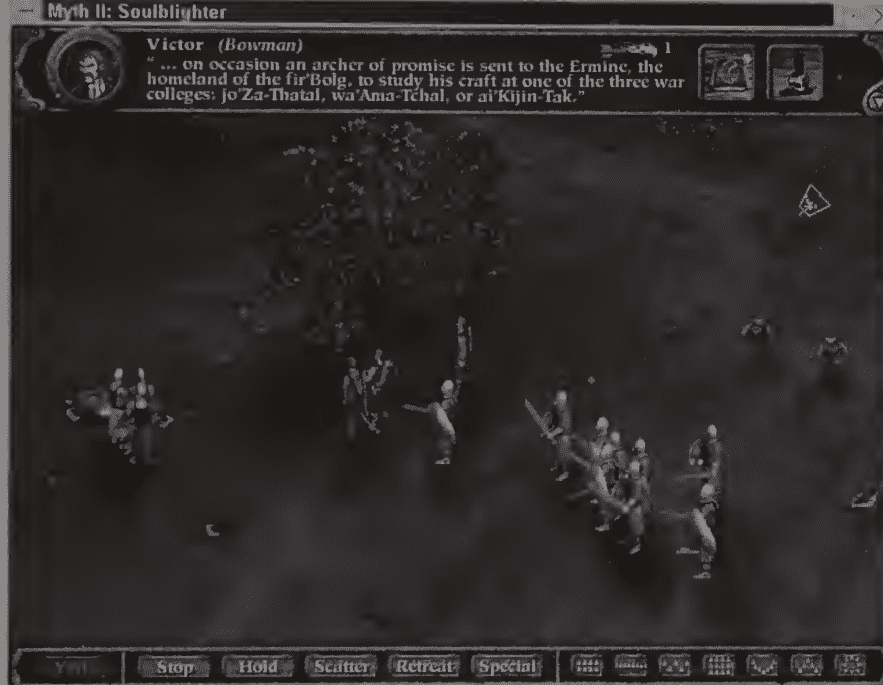 Myth II: Soulblighter
Victor (Bowman)
1
" ... on occasion an archer of promise is sent to the Ermine, the
homeland of the fir'Bolg, to study his craft at one of the three war
colleges: jo'Za-Thatal, wa'Ama-Tchal, or ai'Kijin-Tak."
Stop Hold Scatter Retreat Special